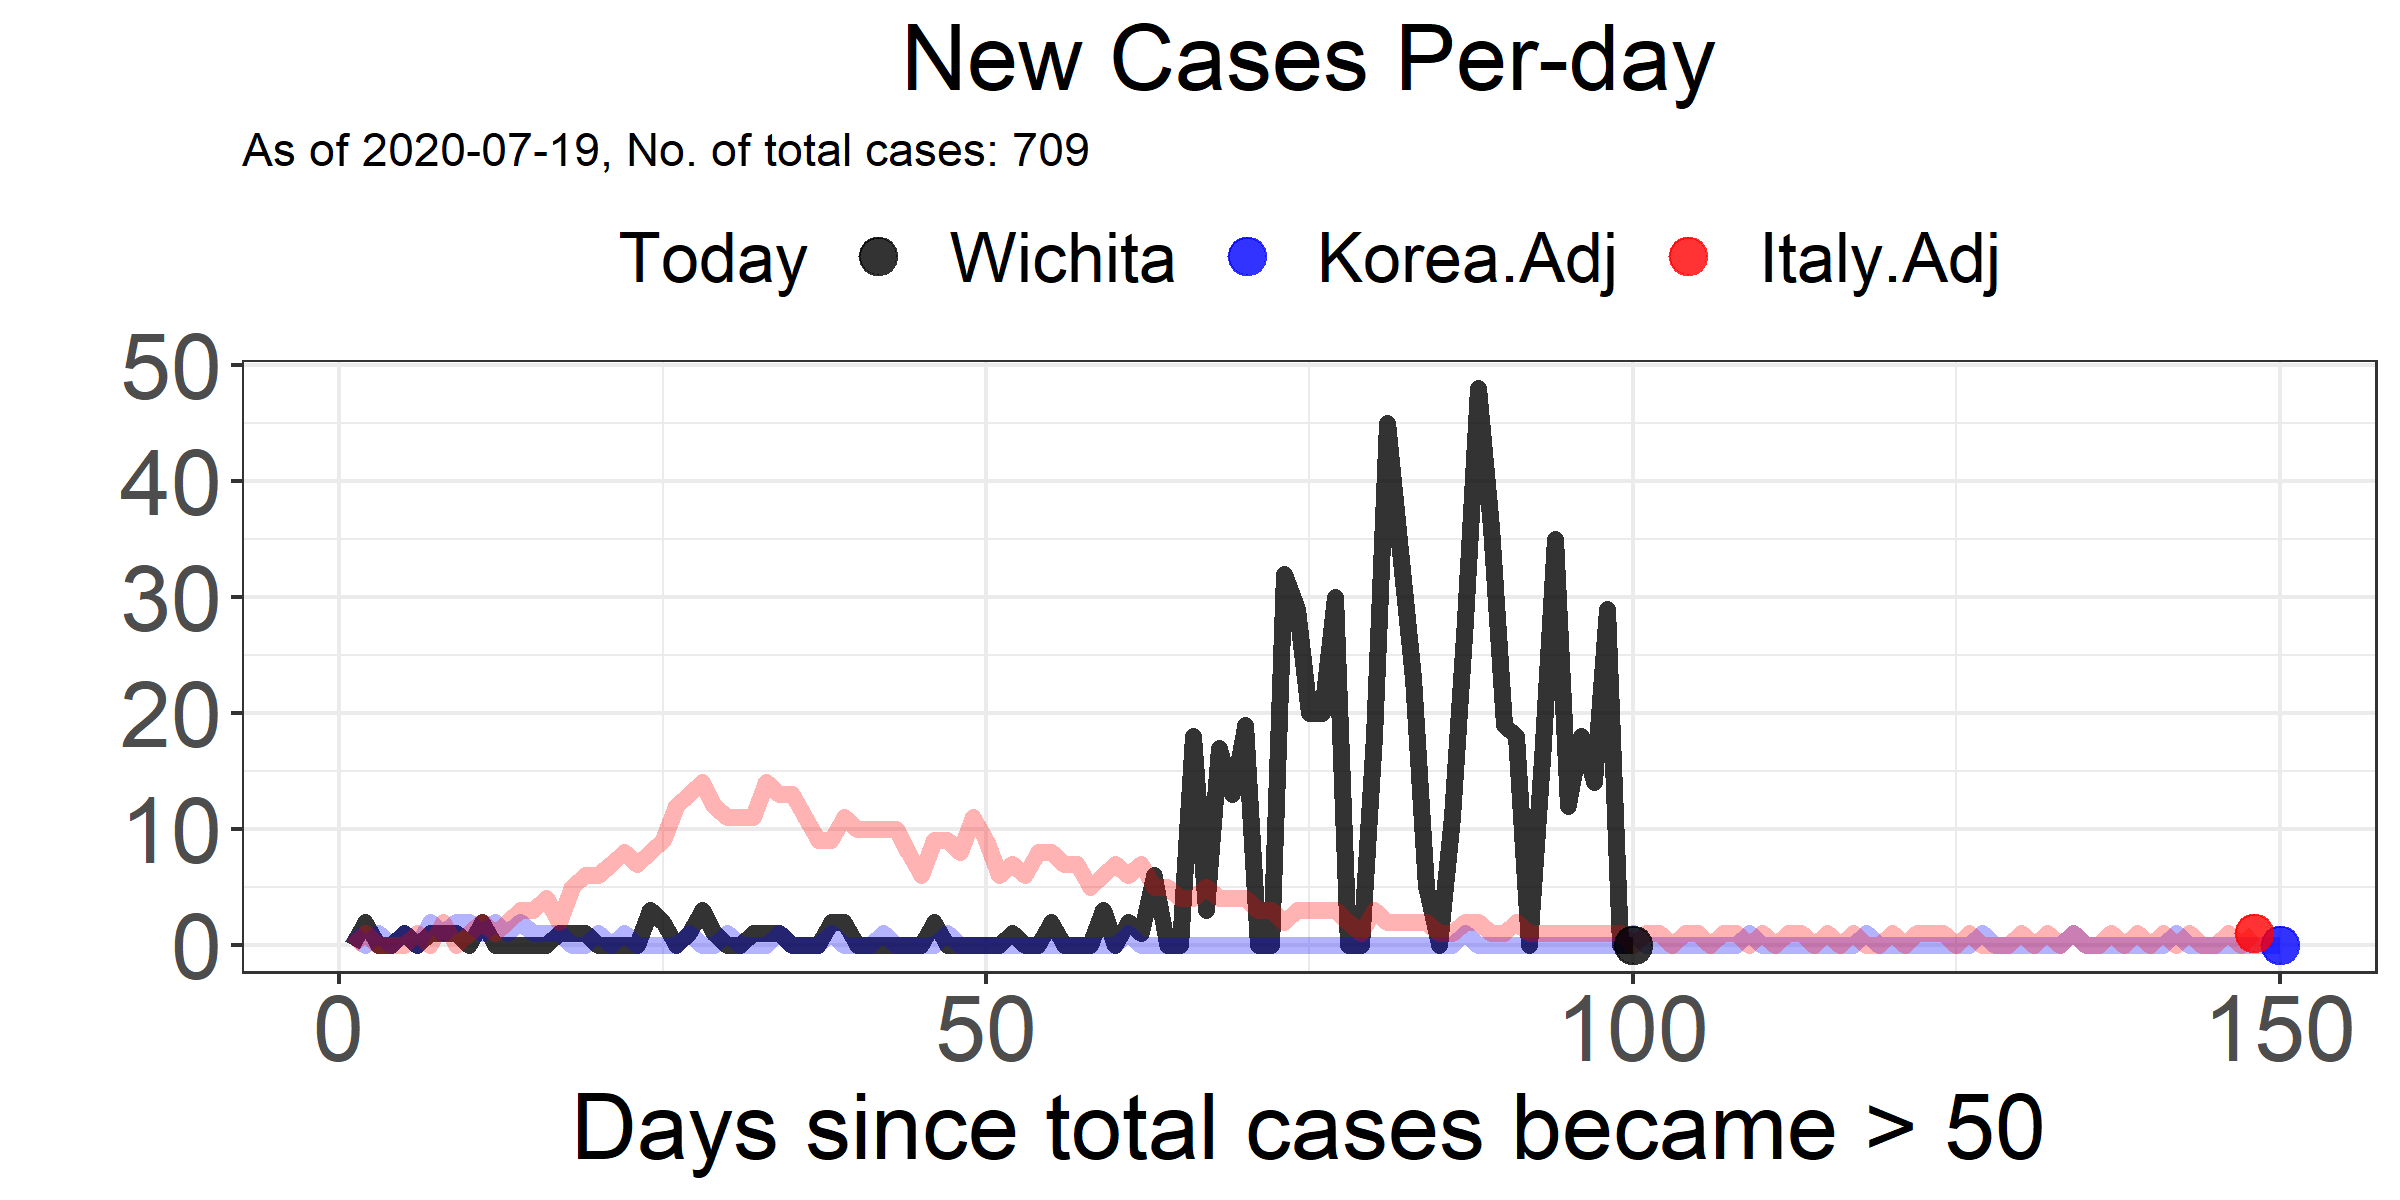 New Cases Per-day
As of 2020-07-19, No. of total cases: 709
Today Wichita Korea.Adj Italy.Adj
50
40
30
20
10
0
0 50 100 150
Days since total cases became > 50